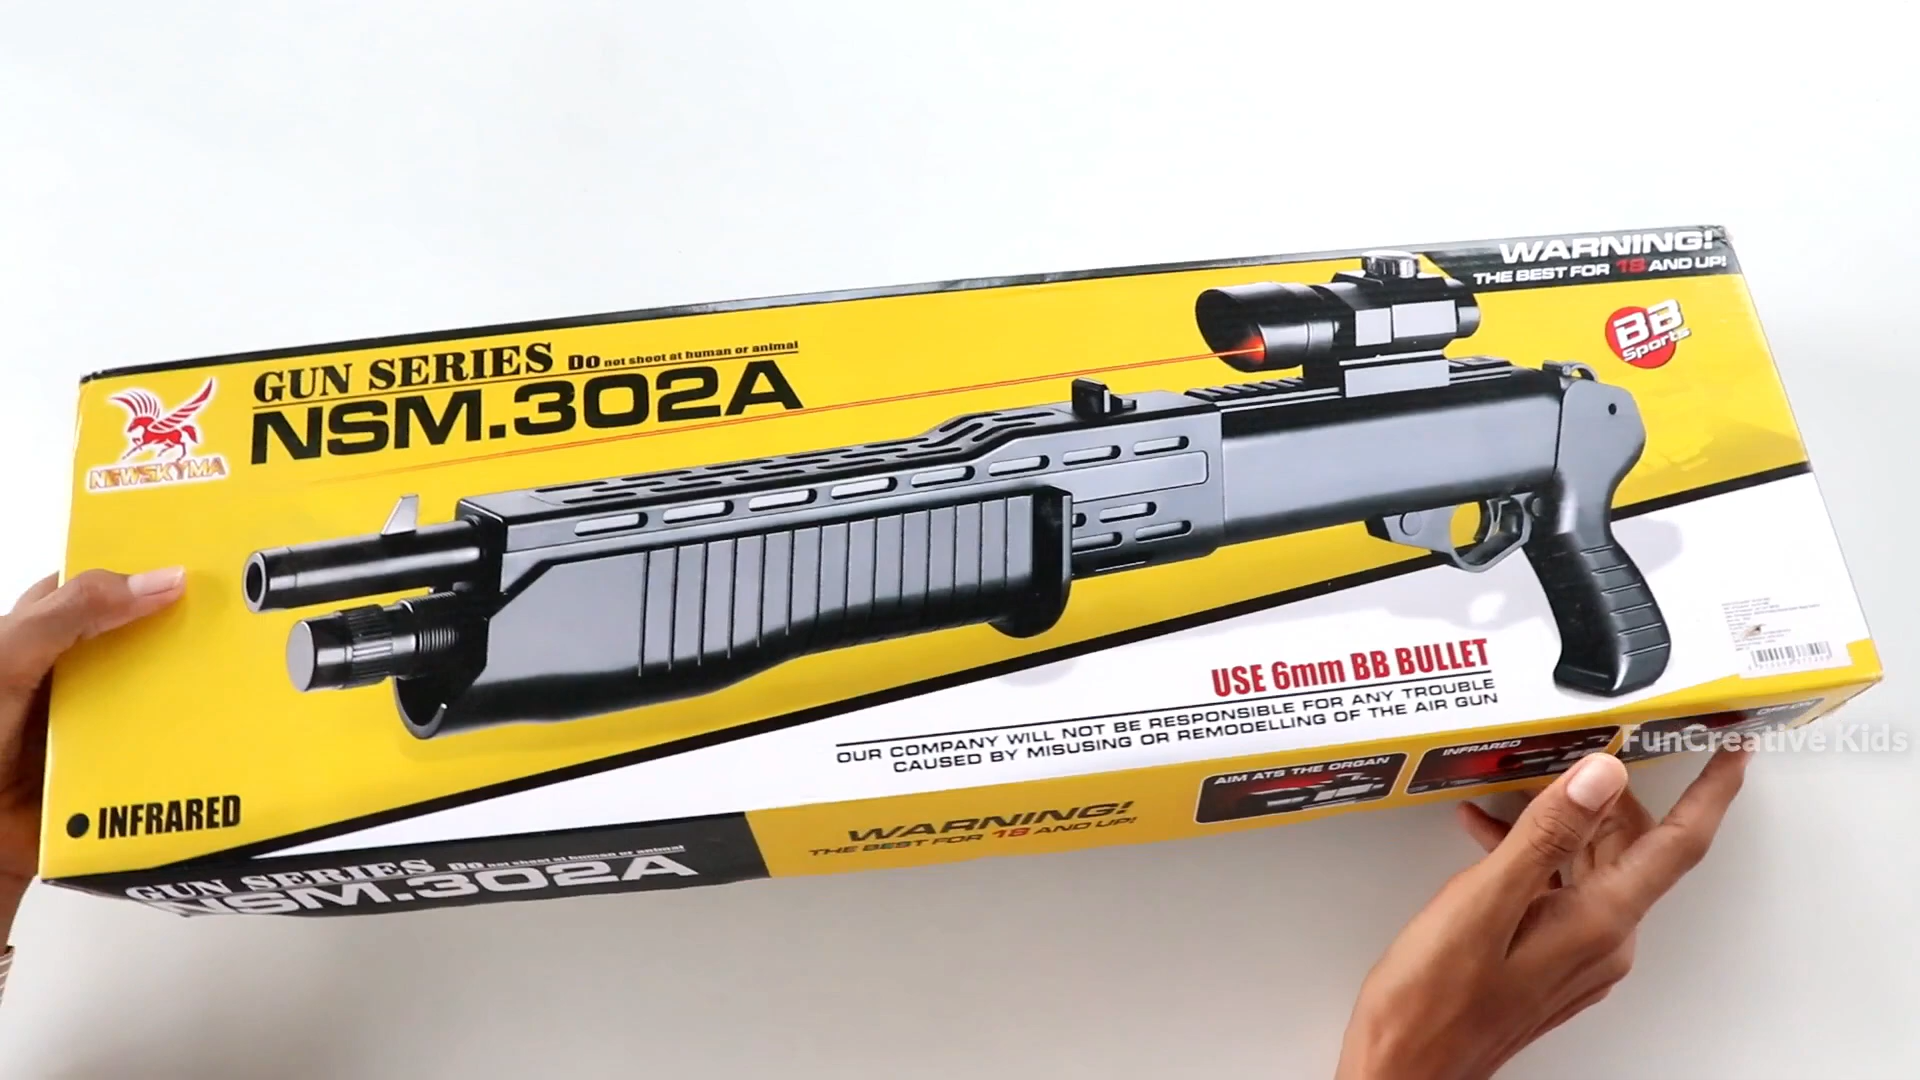 WARNING!
THE BEST FOR 18 AND UP!
BB
Sports
GUN SERIES Do not shoot at human or animal
NSM.302A
NEWSKYMA
USE 6mm BB BULLET
OUR COMPANY WILL NOT BE RESPONSIBLE FOR ANY TROUBLE
CAUSED BY MISUSING OR REMODELLING OF THE AIR GUN
INFRARED
GUN SERIES Do not shoot at human or animal
NSM.302A
WARNING!
THE BEST FOR 18 AND UP!
AIM ATS THE ORGAN
INFRARED
FunCreative Kids